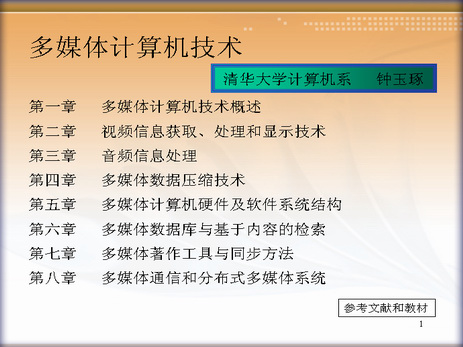 多媒体计算机技术
清华大学计算机系 钟玉琢
第一章 多媒体计算机技术概述
第二章 视频信息获取、处理和显示技术
第三章 音频信息处理
第四章 多媒体数据压缩技术
第五章 多媒体计算机硬件及软件系统结构
第六章 多媒体数据库与基于内容的检索
第七章 多媒体著作工具与同步方法
第八章 多媒体通信和分布式多媒体系统
参考文献和教材
1